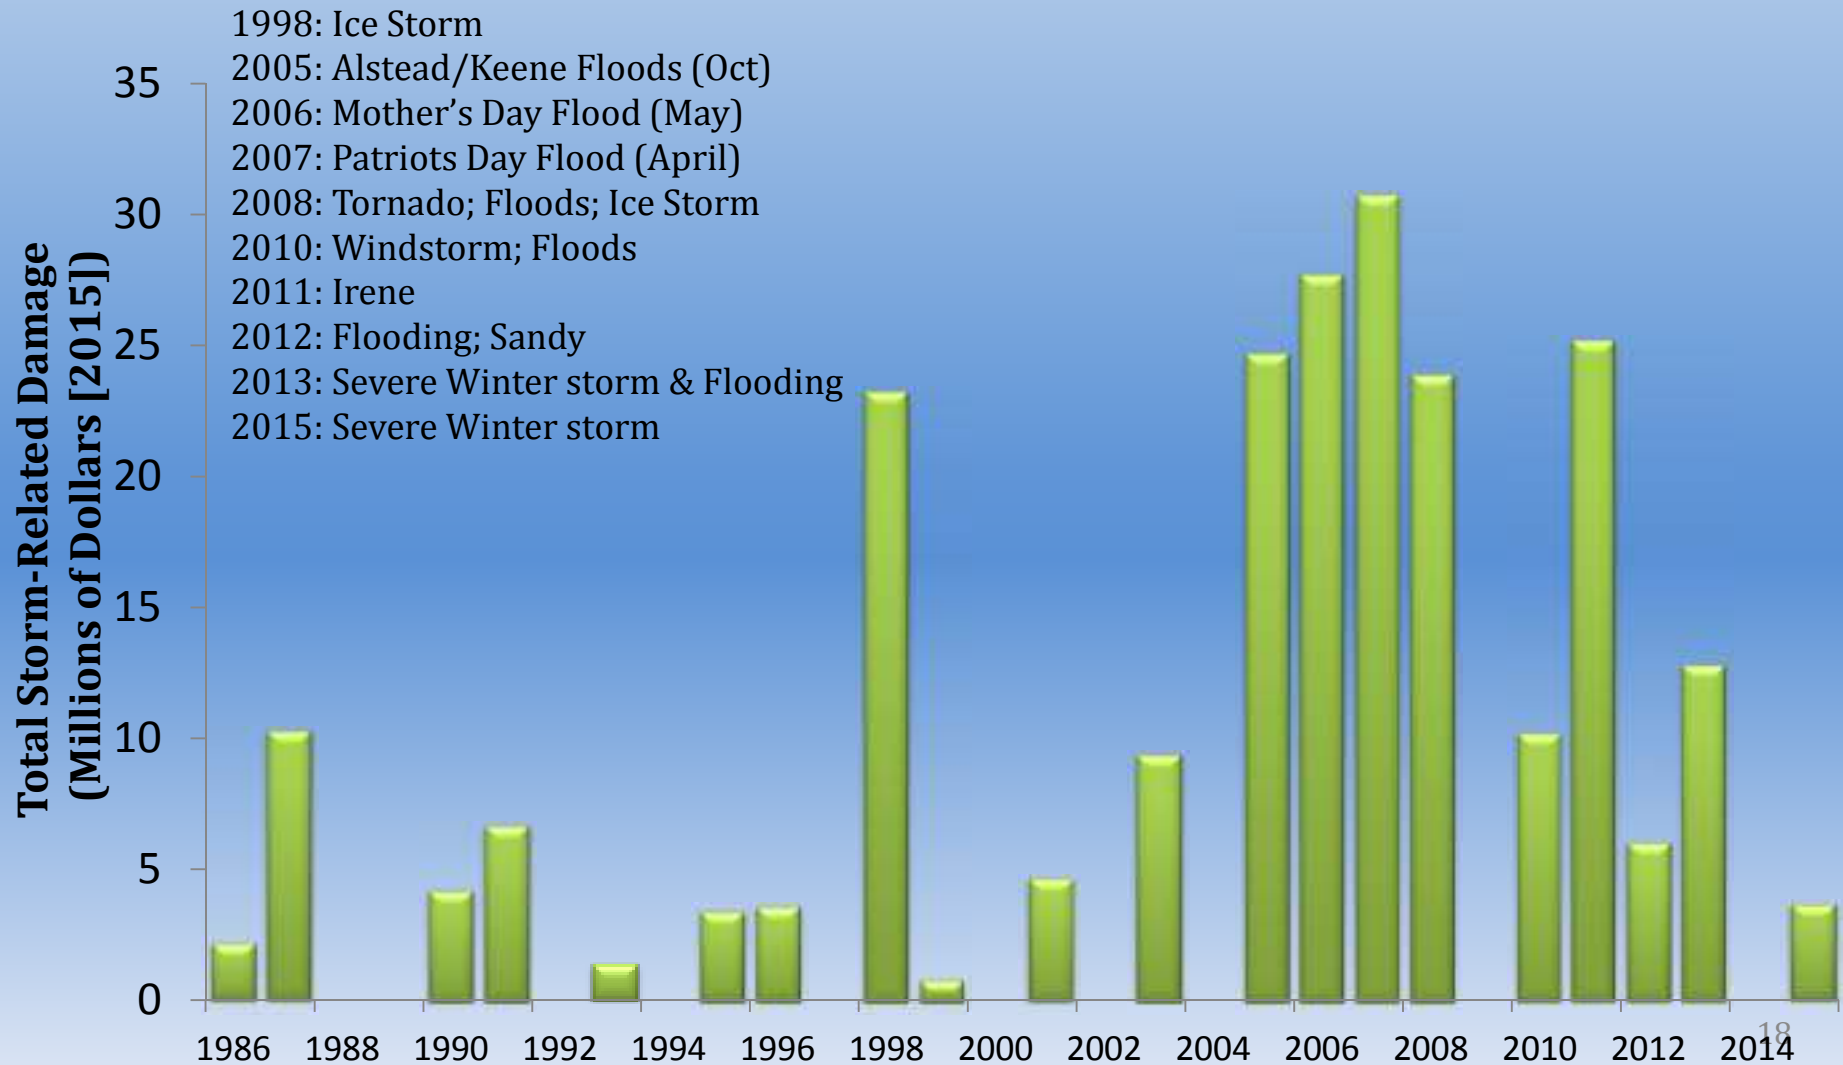 1998: Ice Storm
2005: Alstead/Keene Floods (Oct)
2006: Mother's Day Flood (May)
2007: Patriots Day Flood (April)
2008: Tornado; Floods; Ice Storm
2010: Windstorm; Floods
2011: Irene
2012: Flooding; Sandy
2013: Severe Winter storm & Flooding
2015: Severe Winter storm
Total Storm-Related Damage
(Millions of Dollars [2015])
35
30
25
20
15
10
5
0
1986 1988 1990 1992 1994 1996 1998 2000 2002 2004 2006 2008 2010 2012 2014
18